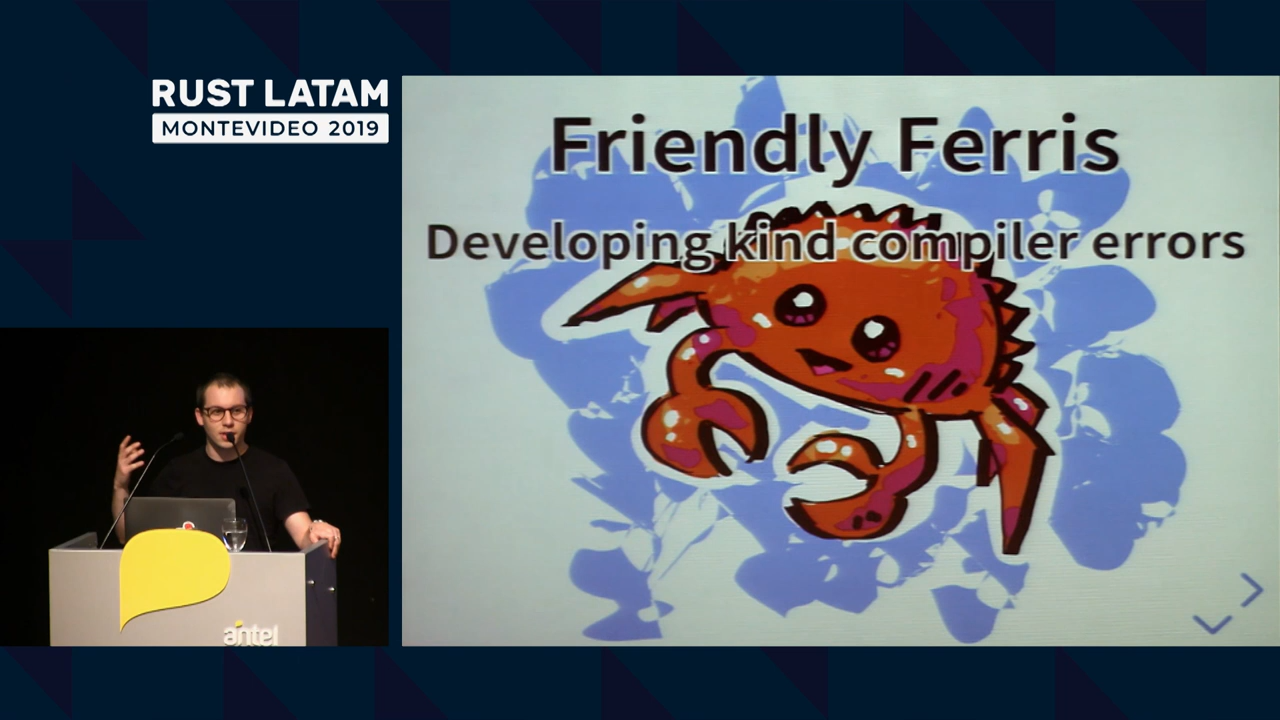 RUST LATAM
MONTEVIDEO 2019
Friendly Ferris
Developing kind compiler errors
antel